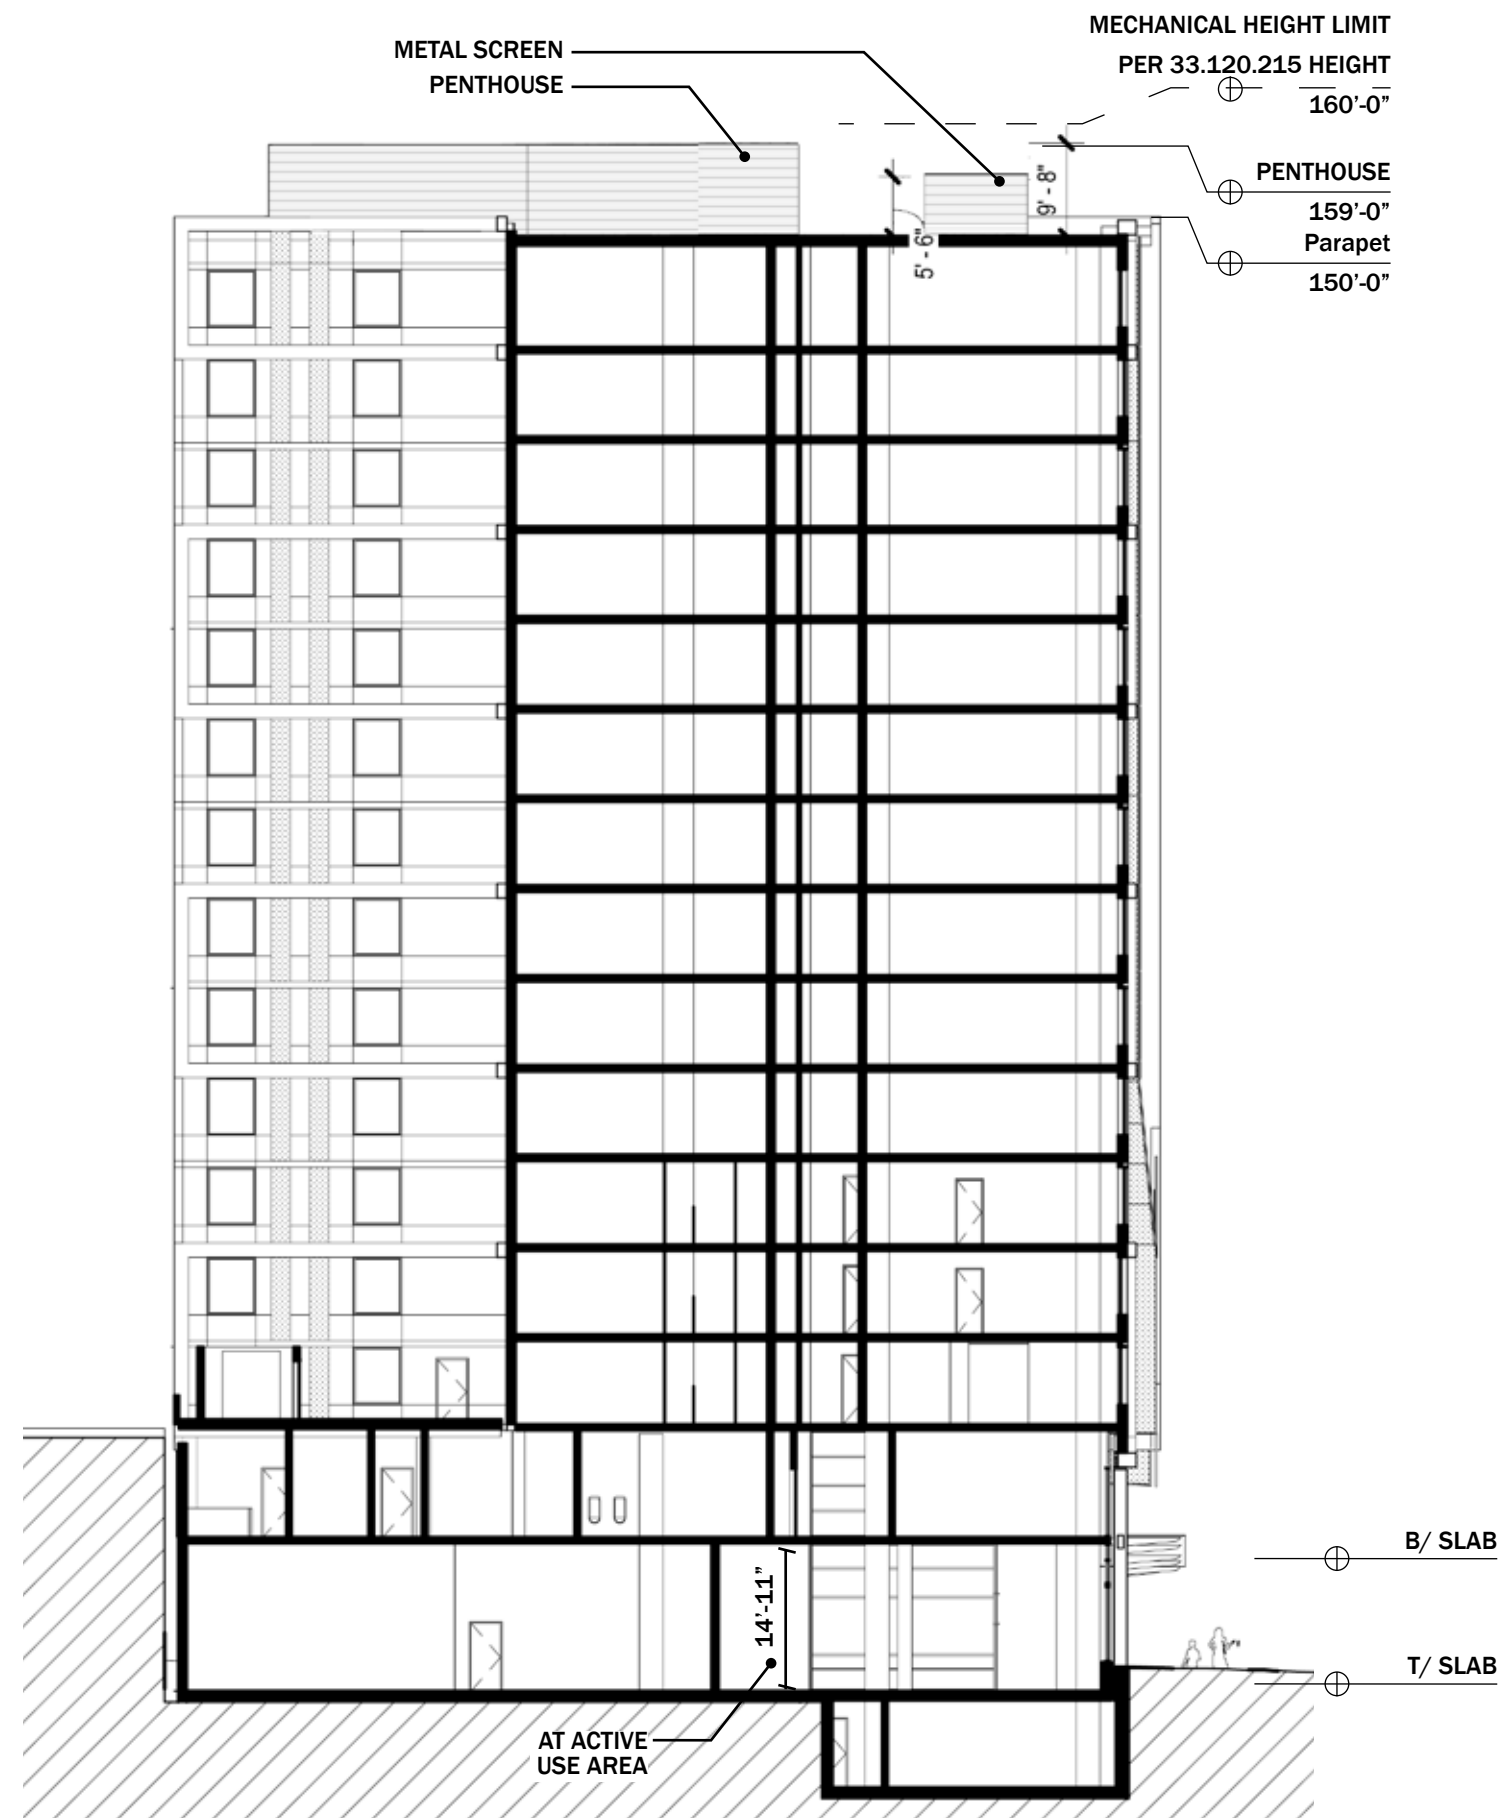 MECHANICAL HEIGHT LIMIT
PER 33.120.215 HEIGHT
160’-0”
METAL SCREEN
PENTHOUSE
PENTHOUSE
159’-0”
Parapet
150’-0”
9' - 8"
5' - 6"
B/ SLAB
14’-11”
T/ SLAB
AT ACTIVE
USE AREA